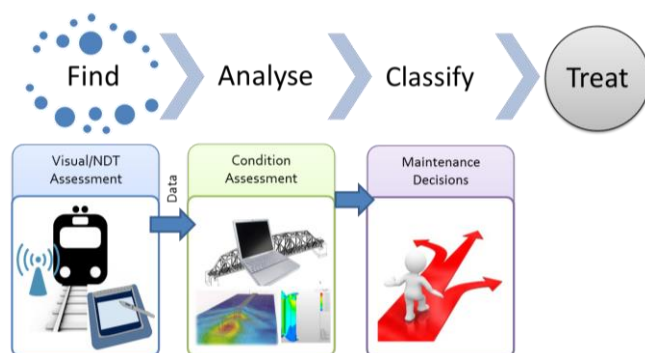 Find
Analyse
Classify
Treat
Visual/NDT
Assessment
Data
Condition
Assessment
Maintenance
Decisions